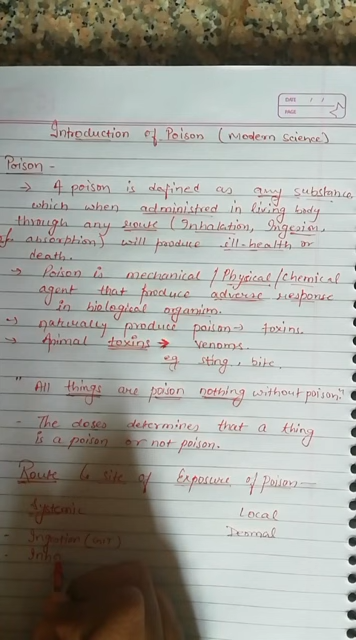 DATE / /
PAGE
Introduction of Poison (Modern Science)
Poison -
→ A poison is defined as any substance
which when administred in living body
through any route (Inhalation, Ingesion,
absorption) will produce ill-health or
death.
→ Poison is mechanical / Physical / chemical
agent that produce adverse response
in biological organism.
→ naturally produce poison → toxins.
→ Animal toxins → Venoms.
eg sting, bite.
"All things are poison nothing without poison"
- The doses determines that a thing
is a poison or not poison.
Route & site of Exposure of Poison -
Systemic Local
- Ingestion (GIT) Dermal
- Inha